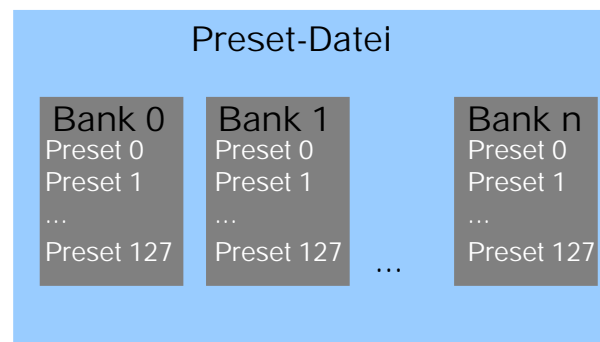 Preset-Datei
Bank 0
Preset 0
Preset 1
...
Preset 127
Bank 1
Preset 0
Preset 1
...
Preset 127
...
Bank n
Preset 0
Preset 1
...
Preset 127